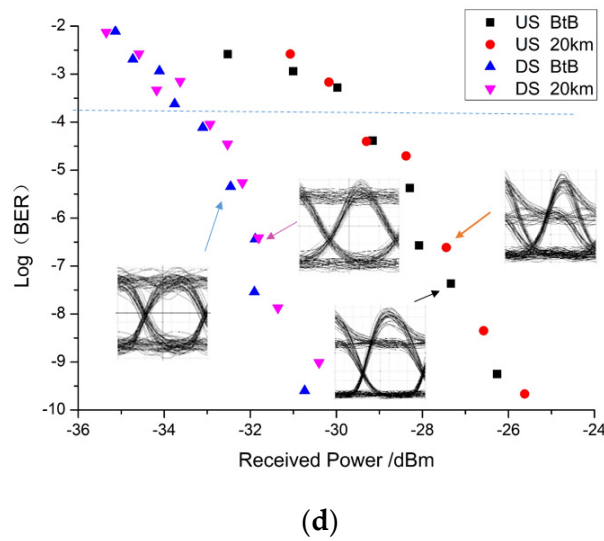 -2
-3
-4
-5
-6
-7
-8
-9
-10
Log（BER）
US BtB
US 20km
DS BtB
DS 20km
-36 -34 -32 -30 -28 -26 -24
Received Power /dBm
(d)